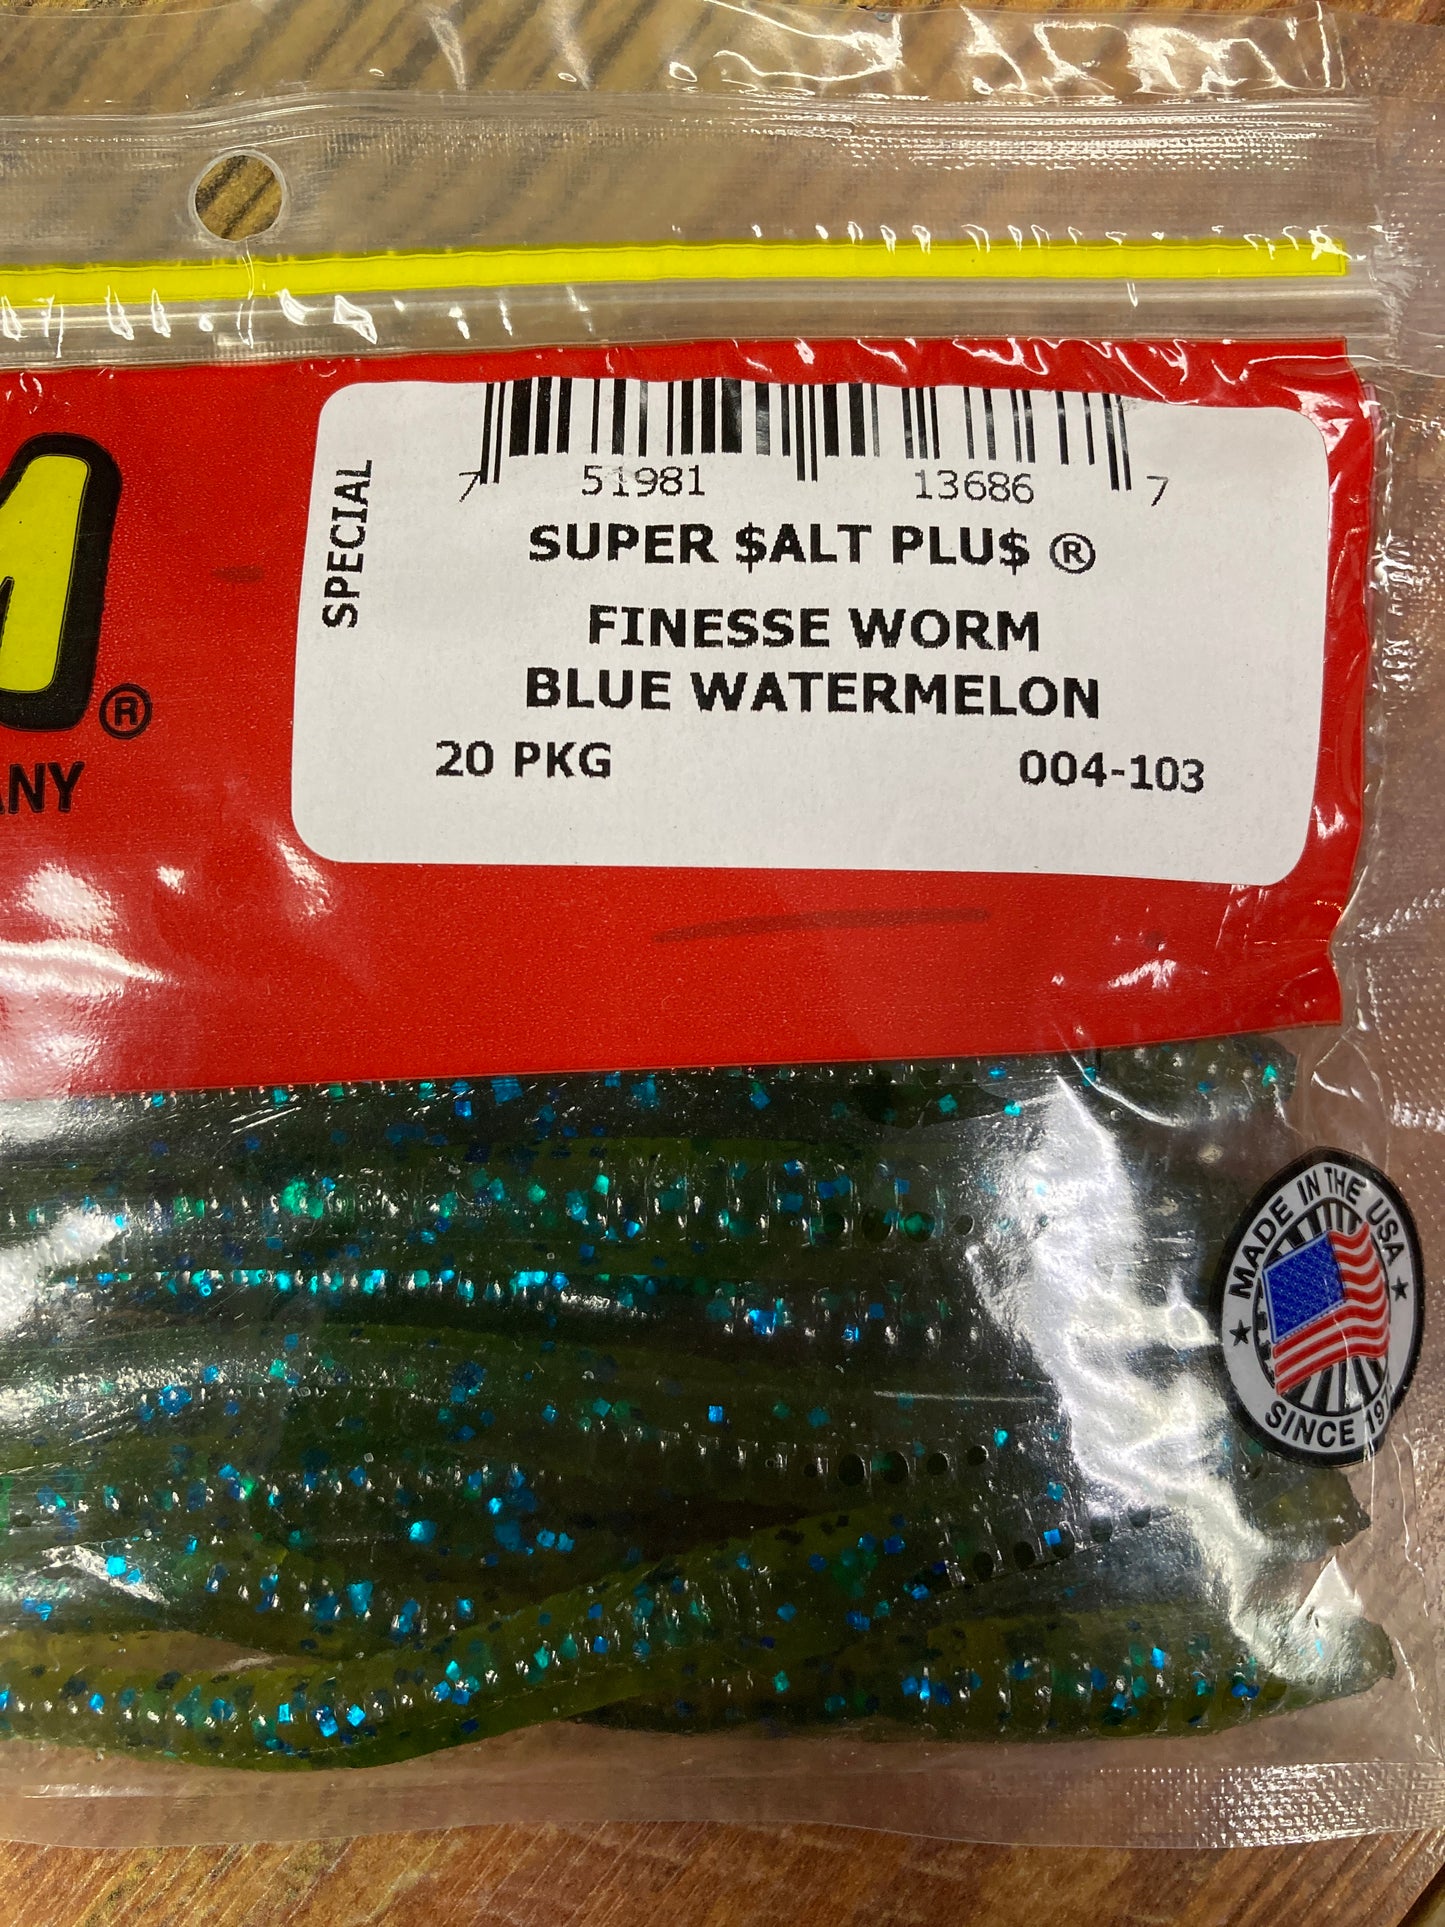 7 51981 13686 7
SPECIAL
SUPER $ALT PLU$ ®
FINESSE WORM
BLUE WATERMELON
20 PKG 004-103
M®
ANY
MADE IN THE USA
SINCE